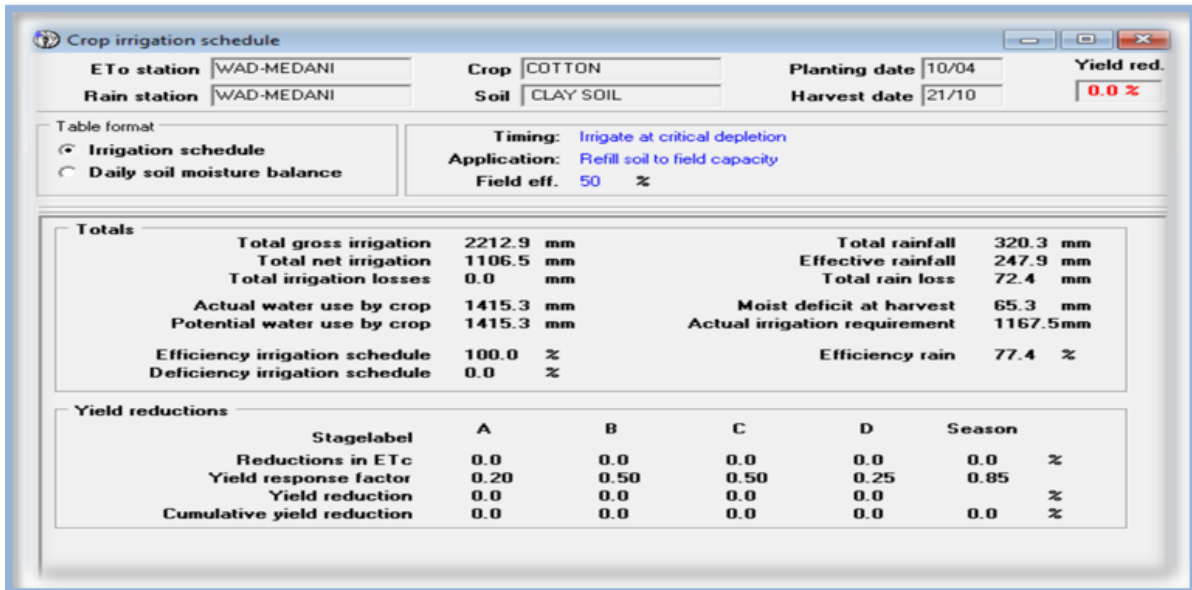 Crop irrigation schedule
ETo station WAD-MEDANI Crop COTTON Planting date 10/04 Yield red.
Rain station WAD-MEDANI Soil CLAY SOIL Harvest date 21/10 0.0 %
Table format
Irrigation schedule
Daily soil moisture balance
Timing: Irrigate at critical depletion
Application: Refill soil to field capacity
Field eff. 50 %
Totals
Total gross irrigation 2212.9 mm Total rainfall 320.3 mm
Total net irrigation 1106.5 mm Effective rainfall 247.9 mm
Total irrigation losses 0.0 mm Total rain loss 72.4 mm
Actual water use by crop 1415.3 mm Moist deficit at harvest 65.3 mm
Potential water use by crop 1415.3 mm Actual irrigation requirement 1167.5mm
Efficiency irrigation schedule 100.0 % Efficiency rain 77.4 %
Deficiency irrigation schedule 0.0 %
Yield reductions
Stagelabel A B C D Season
Reductions in ETc 0.0 0.0 0.0 0.0 0.0 %
Yield response factor 0.20 0.50 0.50 0.25 0.85
Yield reduction 0.0 0.0 0.0 0.0 %
Cumulative yield reduction 0.0 0.0 0.0 0.0 0.0 %